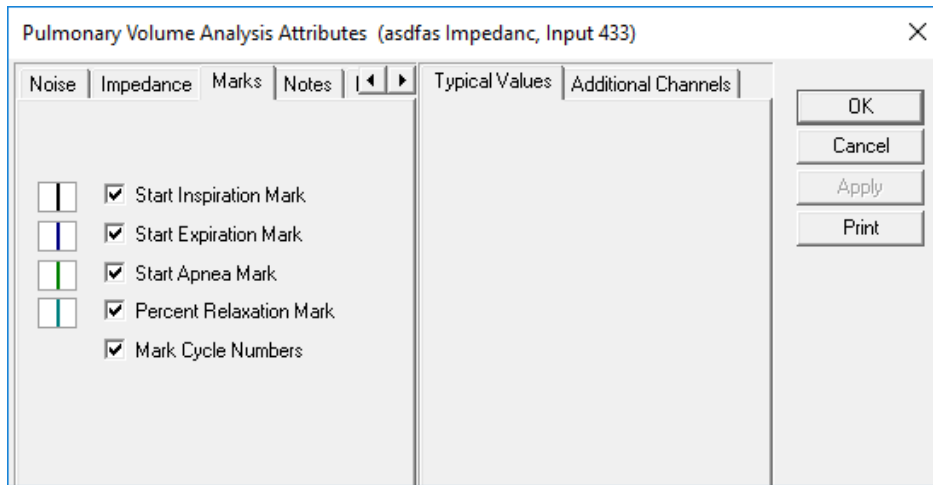 Pulmonary Volume Analysis Attributes (asdfas Impedanc, Input 433)
Noise Impedance Marks Notes
Typical Values Additional Channels
OK
Cancel
Apply
Print
Start Inspiration Mark
Start Expiration Mark
Start Apnea Mark
Percent Relaxation Mark
Mark Cycle Numbers